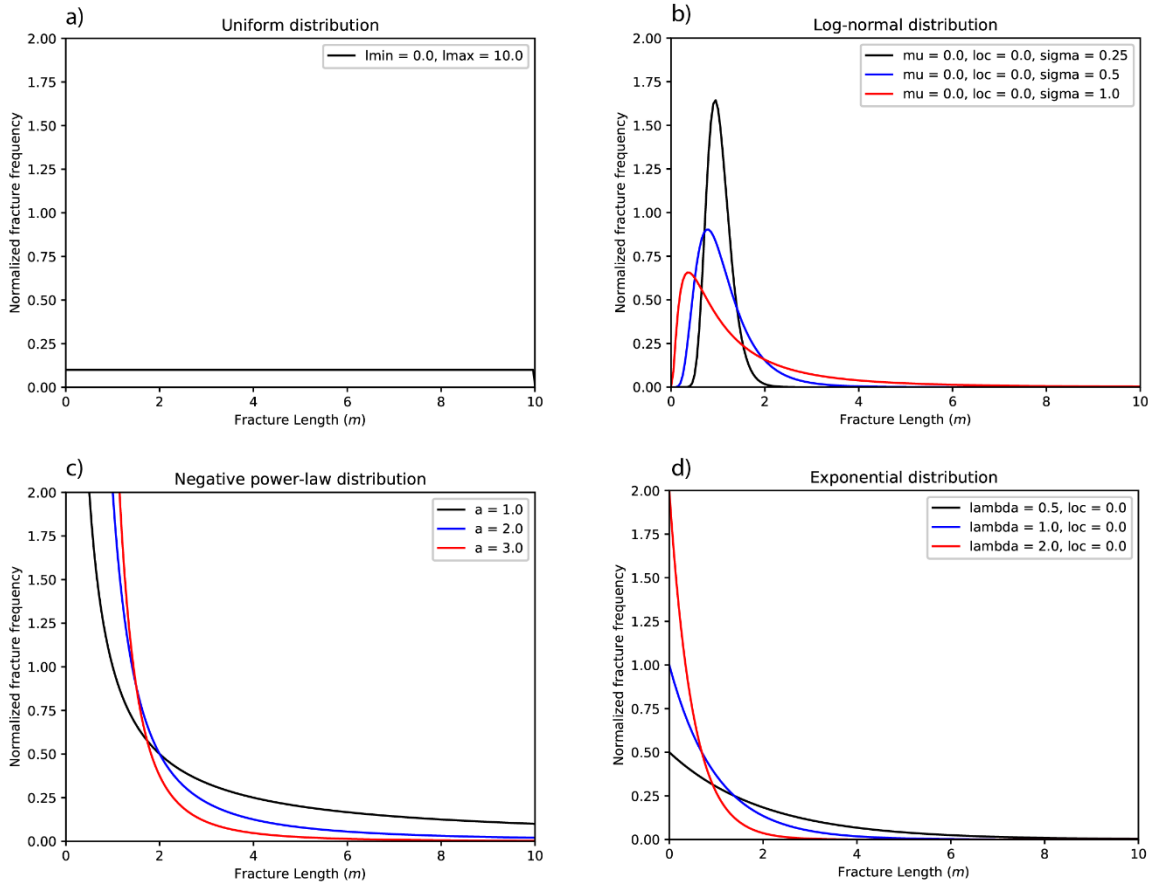 a)
Uniform distribution
lmin = 0.0, lmax = 10.0
2.00
1.75
1.50
1.25
1.00
0.75
0.50
0.25
0.00
Normalized fracture frequency
0 2 4 6 8 10
Fracture Length (m)
b)
Log-normal distribution
mu = 0.0, loc = 0.0, sigma = 0.25
mu = 0.0, loc = 0.0, sigma = 0.5
mu = 0.0, loc = 0.0, sigma = 1.0
2.00
1.75
1.50
1.25
1.00
0.75
0.50
0.25
0.00
Normalized fracture frequency
0 2 4 6 8 10
Fracture Length (m)
c)
Negative power-law distribution
a = 1.0
a = 2.0
a = 3.0
2.00
1.75
1.50
1.25
1.00
0.75
0.50
0.25
0.00
Normalized fracture frequency
0 2 4 6 8 10
Fracture Length (m)
d)
Exponential distribution
lambda = 0.5, loc = 0.0
lambda = 1.0, loc = 0.0
lambda = 2.0, loc = 0.0
2.00
1.75
1.50
1.25
1.00
0.75
0.50
0.25
0.00
Normalized fracture frequency
0 2 4 6 8 10
Fracture Length (m)